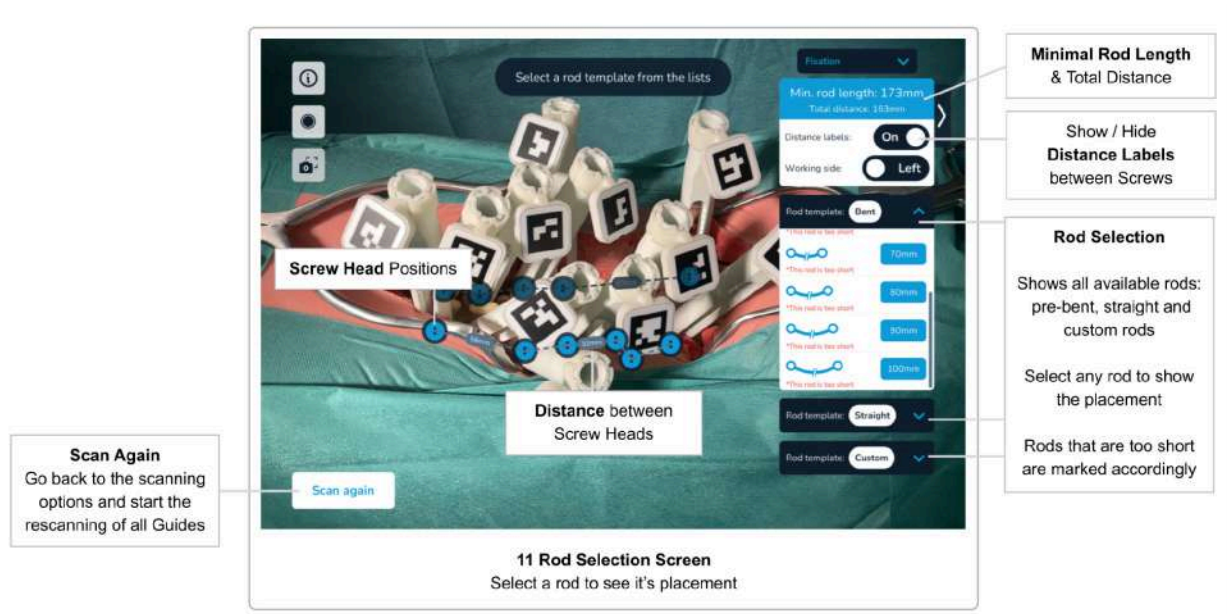 Select a rod template from the lists
Fixation
Min. rod length: 173mm
Total distance: 163mm
Distance labels: On
Working side: Left
Rod template: Bent
*This rod is too short
70mm
*This rod is too short
80mm
*This rod is too short
90mm
*This rod is too short
100mm
*This rod is too short
Rod template: Straight
Rod template: Custom
Scan again
Screw Head Positions
Distance between
Screw Heads
Minimal Rod Length
& Total Distance
Show / Hide
Distance Labels
between Screws
Rod Selection
Shows all available rods:
pre-bent, straight and
custom rods
Select any rod to show
the placement
Rods that are too short
are marked accordingly
Scan Again
Go back to the scanning
options and start the
rescanning of all Guides
11 Rod Selection Screen
Select a rod to see it's placement